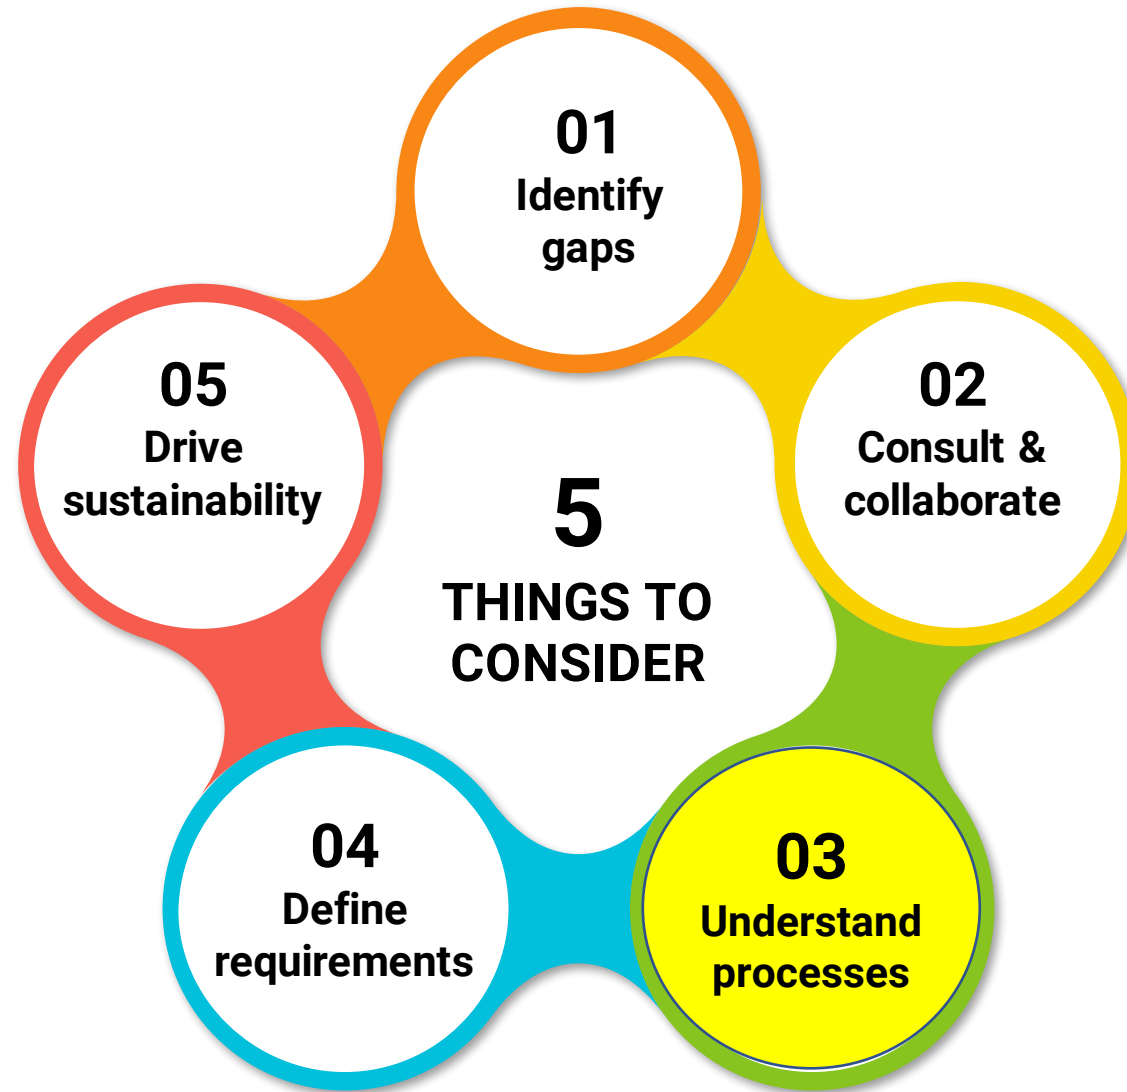 01
Identify
gaps
02
Consult &
collaborate
03
Understand
processes
04
Define
requirements
05
Drive
sustainability
5
THINGS TO
CONSIDER